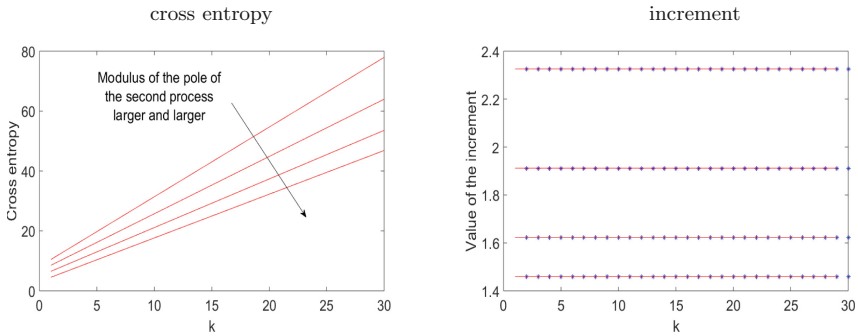 cross entropy
increment
80
60
40
20
0
0
5
10
15
20
25
30
Cross entropy
k
Modulus of the pole of
the second process
larger and larger
2.4
2.2
2
1.8
1.6
1.4
0
5
10
15
20
25
30
Value of the increment
k